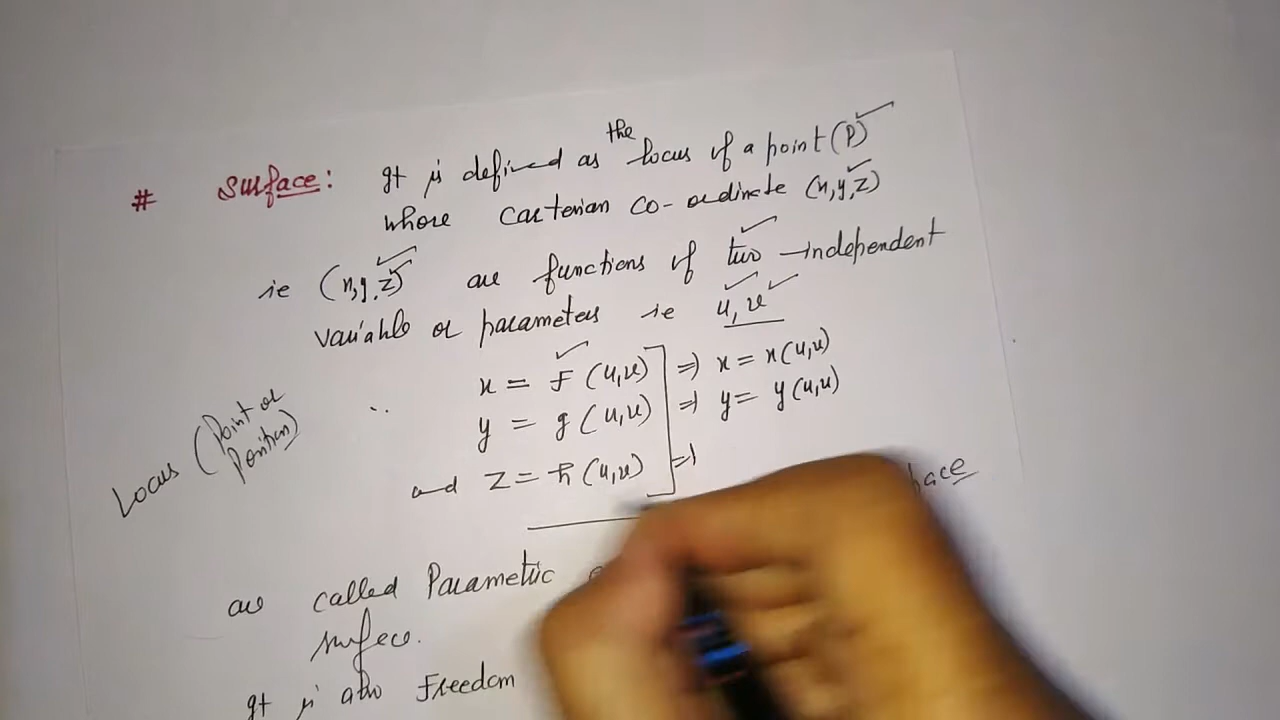 # Surface: It is defined as the locus of a point (P)
whose cartesian co-ordinate (x,y,z)
ie (x,y,z) are functions of two independent
variable or parameters ie u,v
∴ x = f(u,v) ⇒ x = x(u,v)
y = g(u,v) ⇒ y = y(u,v)
and z = h(u,v) ⇒
Locus (Point or
Position)
are called Parametric
surface.
It is also Freedom